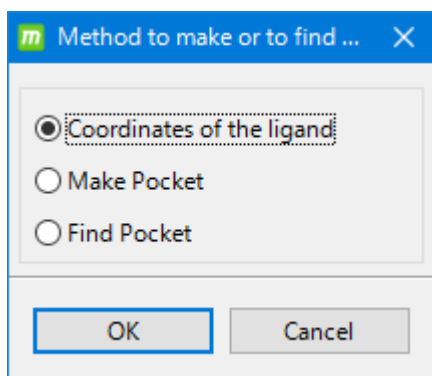 m Method to make or to find ...
Coordinates of the ligand
Make Pocket
Find Pocket
OK Cancel